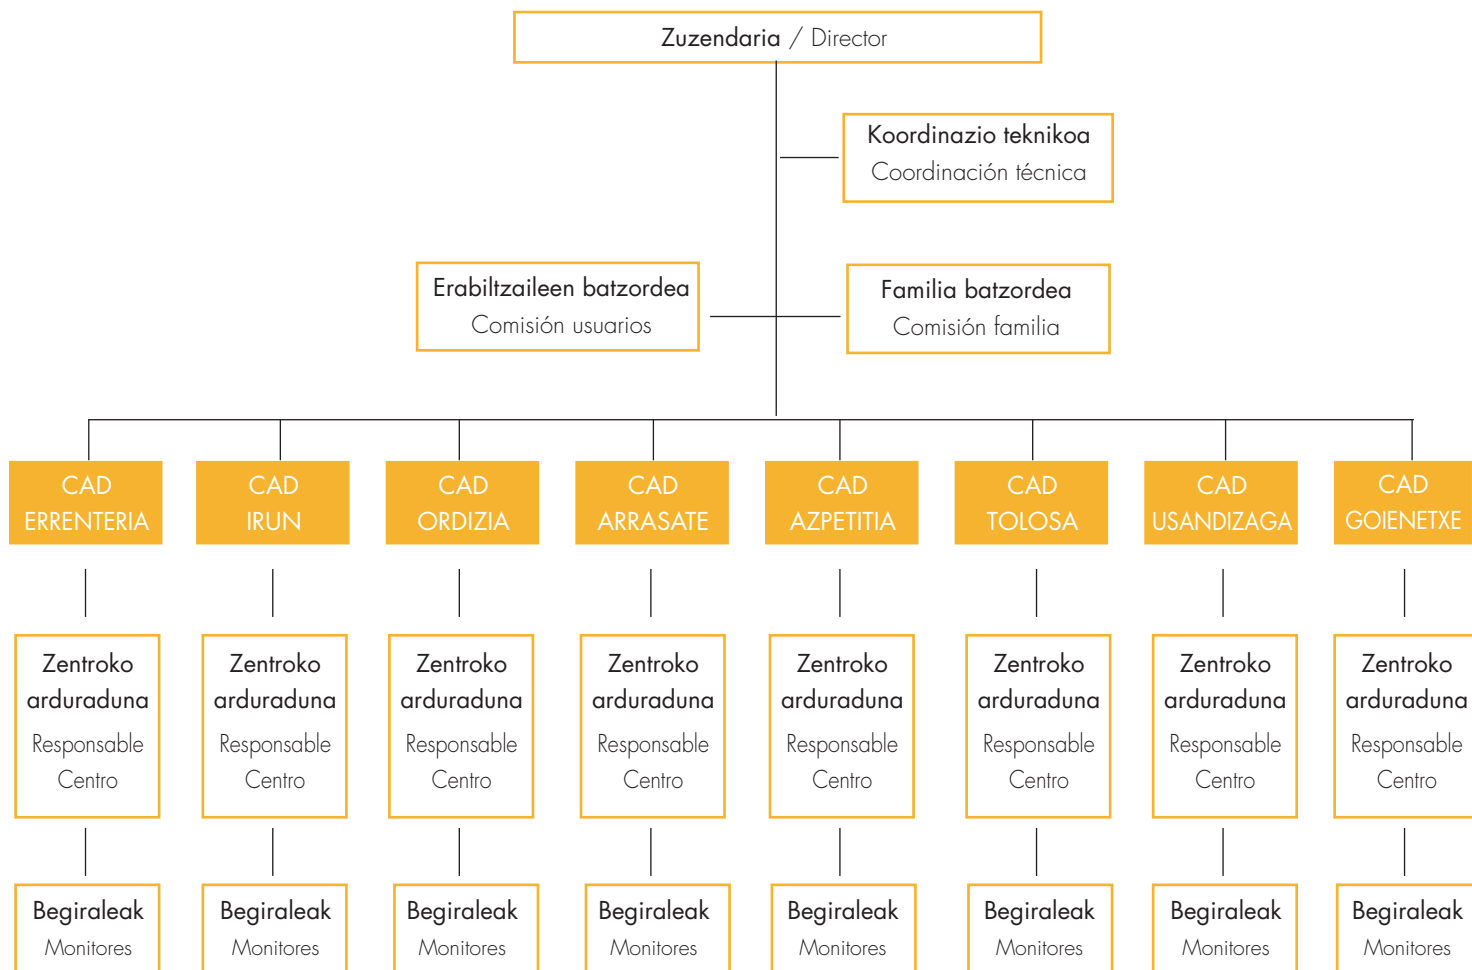 Zuzendaria / Director
Koordinazio teknikoa
Coordinación técnica
Erabiltzaileen batzordea
Comisión usuarios
Familia batzordea
Comisión familia
CAD
ERRENTERIA
CAD
IRUN
CAD
ORDIZIA
CAD
ARRASATE
CAD
AZPETITIA
CAD
TOLOSA
CAD
USANDIZAGA
CAD
GOIENETXE
Zentroko
arduraduna
Responsable
Centro
Zentroko
arduraduna
Responsable
Centro
Zentroko
arduraduna
Responsable
Centro
Zentroko
arduraduna
Responsable
Centro
Zentroko
arduraduna
Responsable
Centro
Zentroko
arduraduna
Responsable
Centro
Zentroko
arduraduna
Responsable
Centro
Zentroko
arduraduna
Responsable
Centro
Begiraleak
Monitores
Begiraleak
Monitores
Begiraleak
Monitores
Begiraleak
Monitores
Begiraleak
Monitores
Begiraleak
Monitores
Begiraleak
Monitores
Begiraleak
Monitores